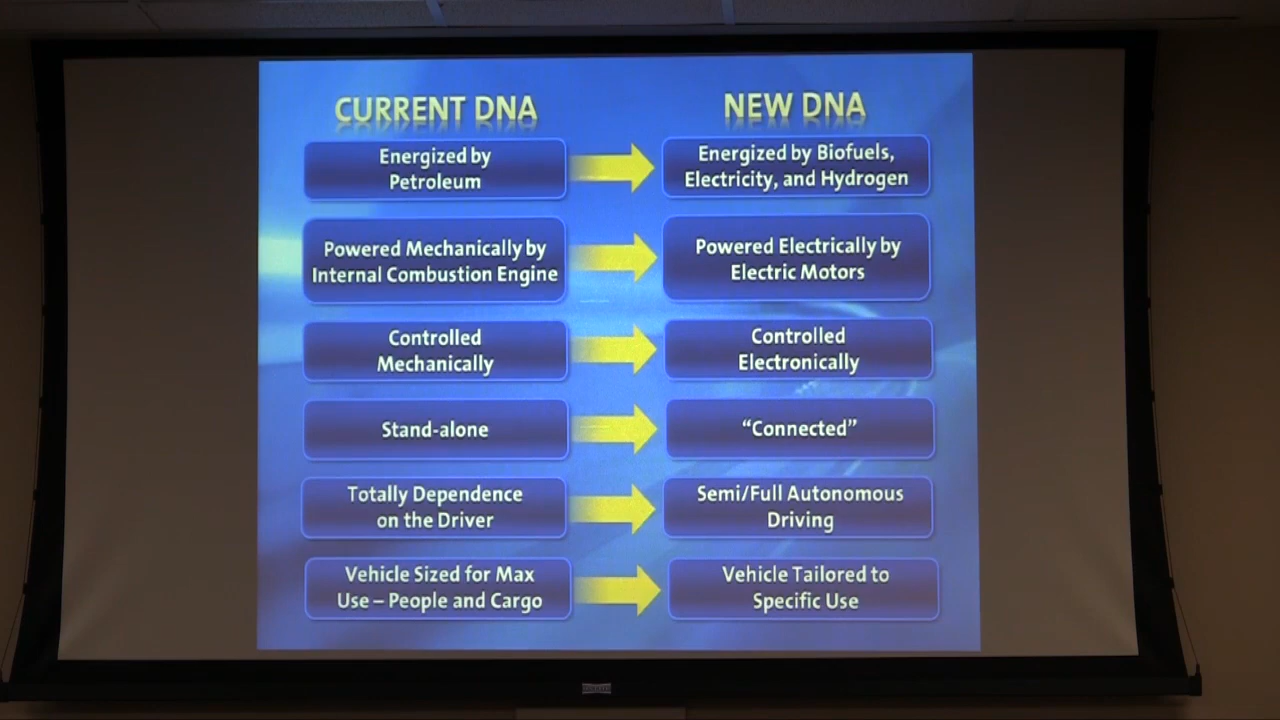 CURRENT DNA
NEW DNA
Energized by
Petroleum
Energized by Biofuels,
Electricity, and Hydrogen
Powered Mechanically by
Internal Combustion Engine
Powered Electrically by
Electric Motors
Controlled
Mechanically
Controlled
Electronically
Stand-alone
“Connected”
Totally Dependence
on the Driver
Semi/Full Autonomous
Driving
Vehicle Sized for Max
Use – People and Cargo
Vehicle Tailored to
Specific Use